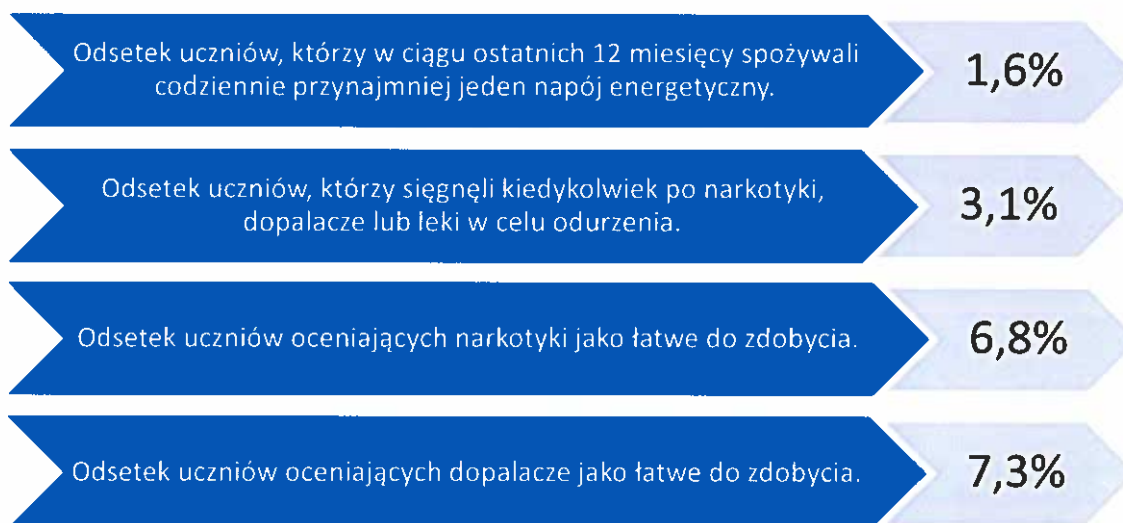 Odsetek uczniów, którzy w ciągu ostatnich 12 miesięcy spożywali
codziennie przynajmniej jeden napój energetyczny.
1,6%
Odsetek uczniów, którzy sięgnęli kiedykolwiek po narkotyki,
dopalacze lub leki w celu odurzenia.
3,1%
Odsetek uczniów oceniających narkotyki jako łatwe do zdobycia.
6,8%
Odsetek uczniów oceniających dopalacze jako łatwe do zdobycia.
7,3%